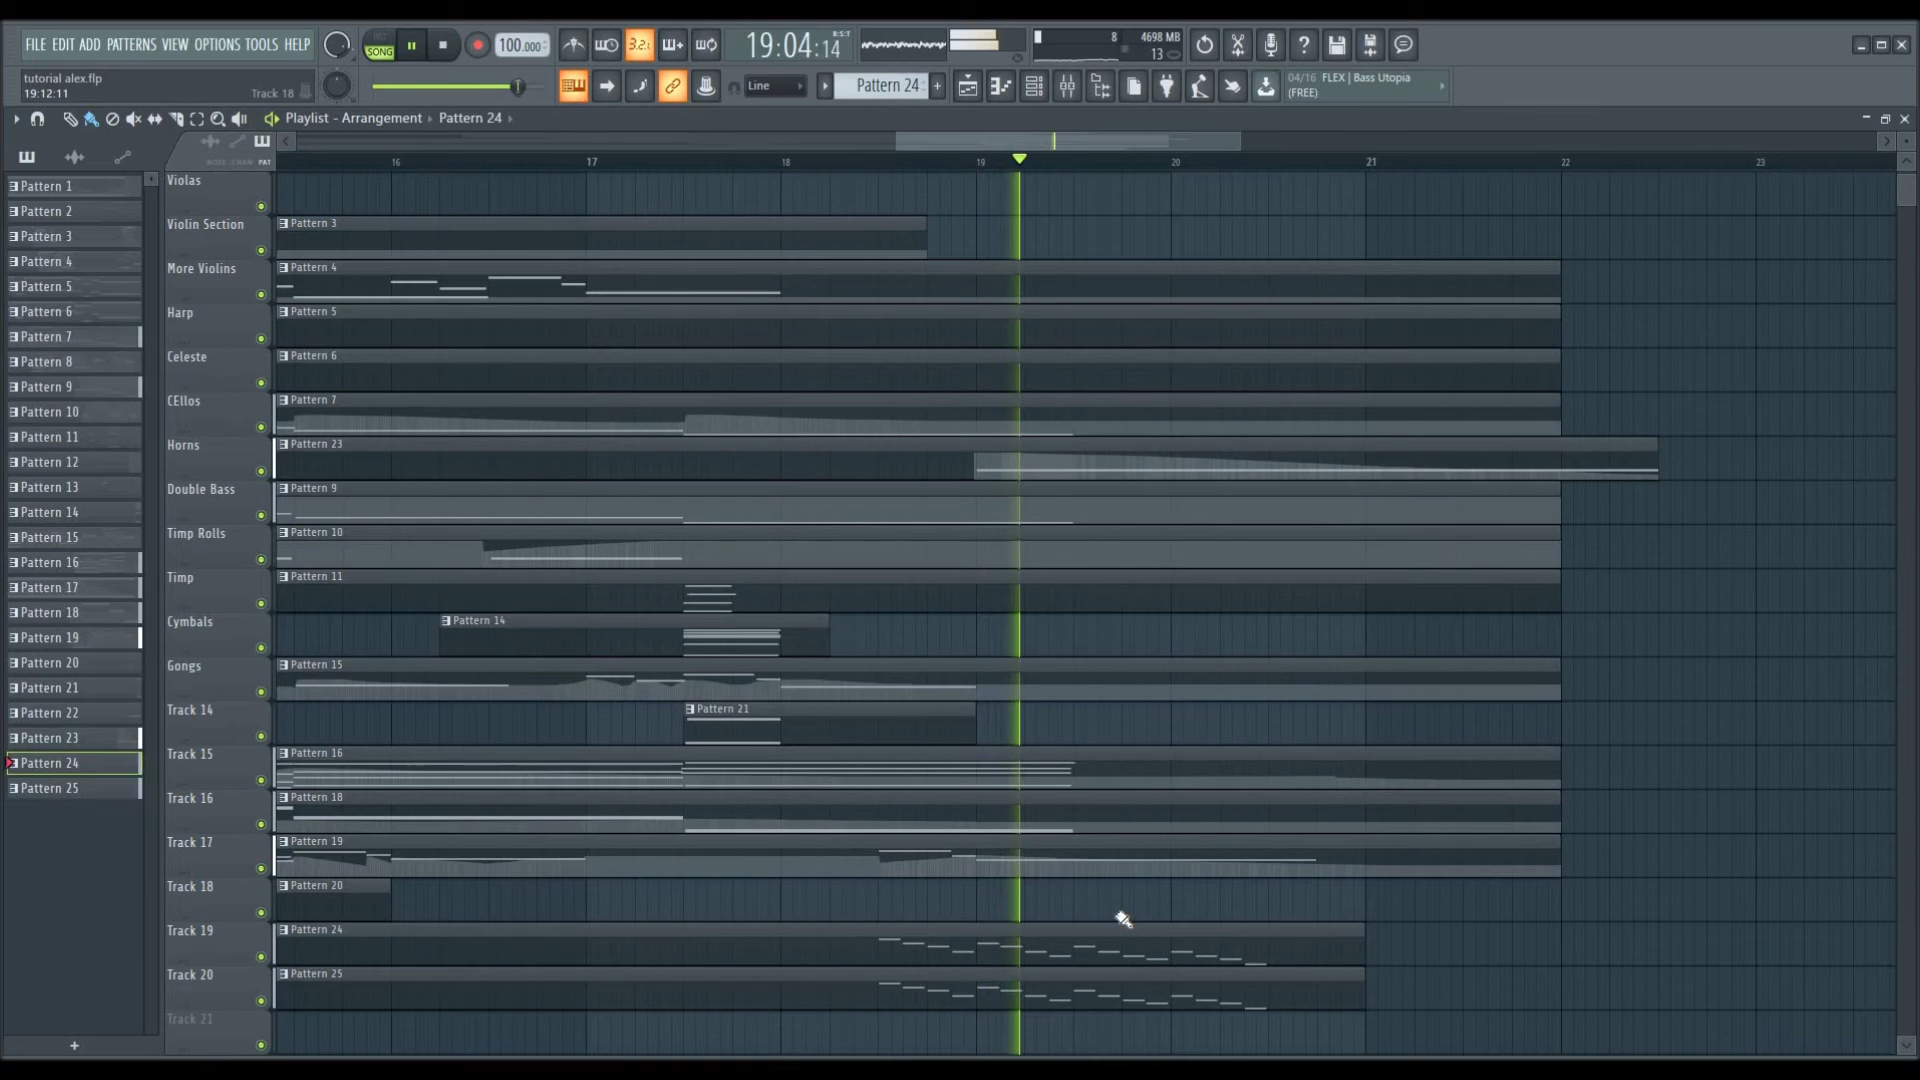 FILE EDIT ADD PATTERNS VIEW OPTIONS TOOLS HELP
PAT
SONG
100.000
3.2.1
19:04:14
B:S:T
8
4698 MB
13
tutorial alex.flp
19:12:11
Track 18
Line
Pattern 24
04/16 FLEX | Bass Utopia
(FREE)
Playlist - Arrangement
Pattern 24
NOTE CHAN PAT
16
17
18
19
20
21
22
23
Pattern 1
Pattern 2
Pattern 3
Pattern 4
Pattern 5
Pattern 6
Pattern 7
Pattern 8
Pattern 9
Pattern 10
Pattern 11
Pattern 12
Pattern 13
Pattern 14
Pattern 15
Pattern 16
Pattern 17
Pattern 18
Pattern 19
Pattern 20
Pattern 21
Pattern 22
Pattern 23
Pattern 24
Pattern 25
Violas
Violin Section
Pattern 3
More Violins
Pattern 4
Harp
Pattern 5
Celeste
Pattern 6
CEllos
Pattern 7
Horns
Pattern 23
Double Bass
Pattern 9
Timp Rolls
Pattern 10
Timp
Pattern 11
Cymbals
Pattern 14
Gongs
Pattern 15
Track 14
Pattern 21
Track 15
Pattern 16
Track 16
Pattern 18
Track 17
Pattern 19
Track 18
Pattern 20
Track 19
Pattern 24
Track 20
Pattern 25
Track 21